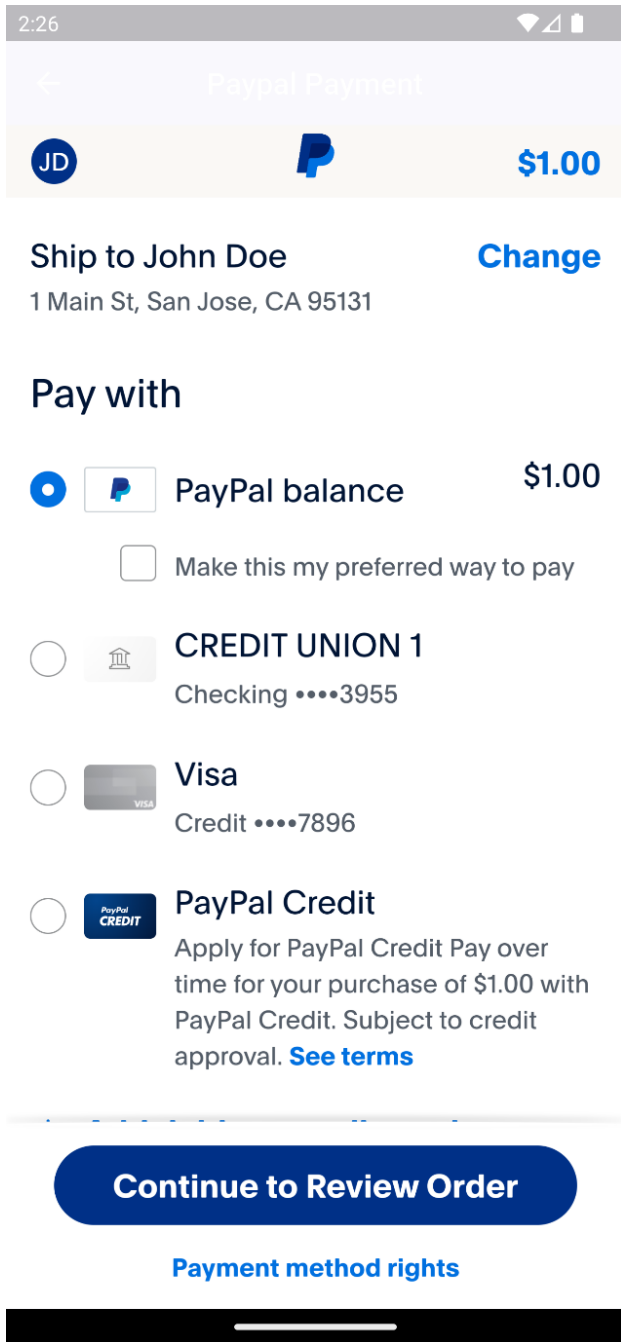 2:26
Paypal Payment
JD
$1.00
Ship to John Doe
Change
1 Main St, San Jose, CA 95131
Pay with
PayPal balance
$1.00
Make this my preferred way to pay
CREDIT UNION 1
Checking ••••3955
VISA
Visa
Credit ••••7896
PayPal
CREDIT
PayPal Credit
Apply for PayPal Credit Pay over
time for your purchase of $1.00 with
PayPal Credit. Subject to credit
approval. See terms
Continue to Review Order
Payment method rights